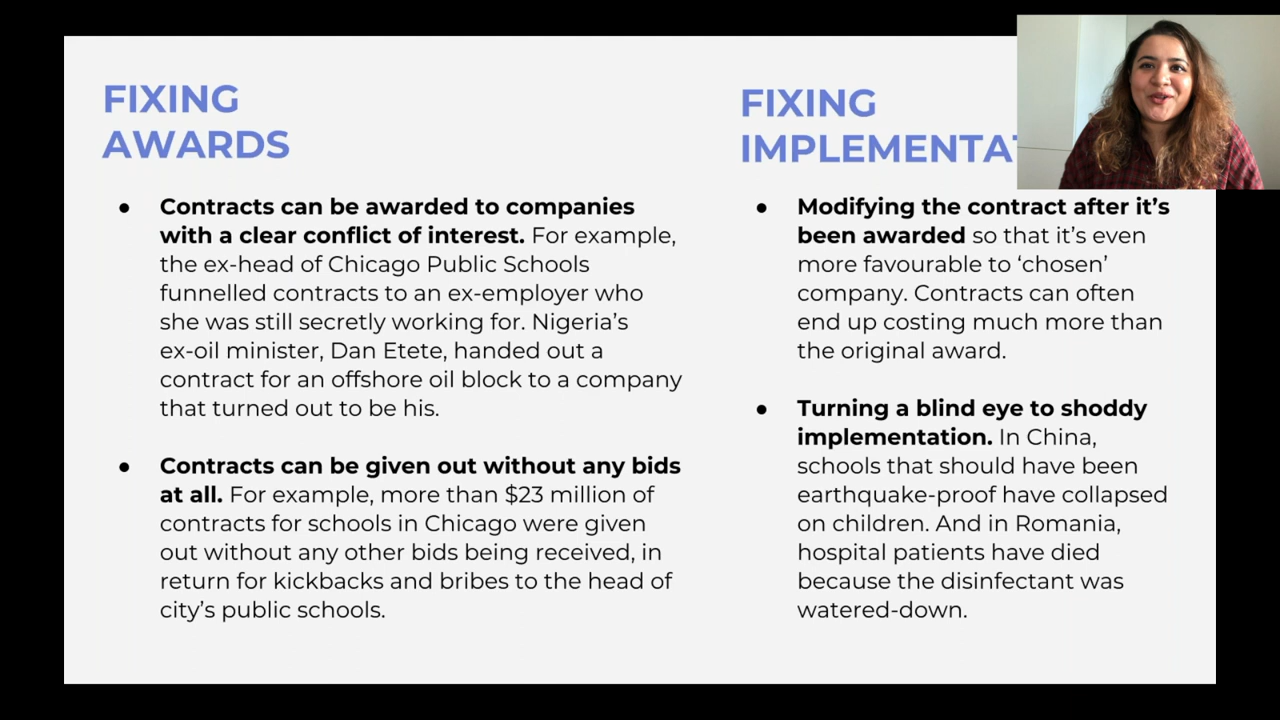 FIXING
AWARDS
Contracts can be awarded to companies
with a clear conflict of interest. For example,
the ex-head of Chicago Public Schools
funnelled contracts to an ex-employer who
she was still secretly working for. Nigeria's
ex-oil minister, Dan Etete, handed out a
contract for an offshore oil block to a company
that turned out to be his.
Contracts can be given out without any bids
at all. For example, more than $23 million of
contracts for schools in Chicago were given
out without any other bids being received, in
return for kickbacks and bribes to the head of
city's public schools.
FIXING
IMPLEMENTA
Modifying the contract after it's
been awarded so that it's even
more favourable to ‘chosen’
company. Contracts can often
end up costing much more than
the original award.
Turning a blind eye to shoddy
implementation. In China,
schools that should have been
earthquake-proof have collapsed
on children. And in Romania,
hospital patients have died
because the disinfectant was
watered-down.